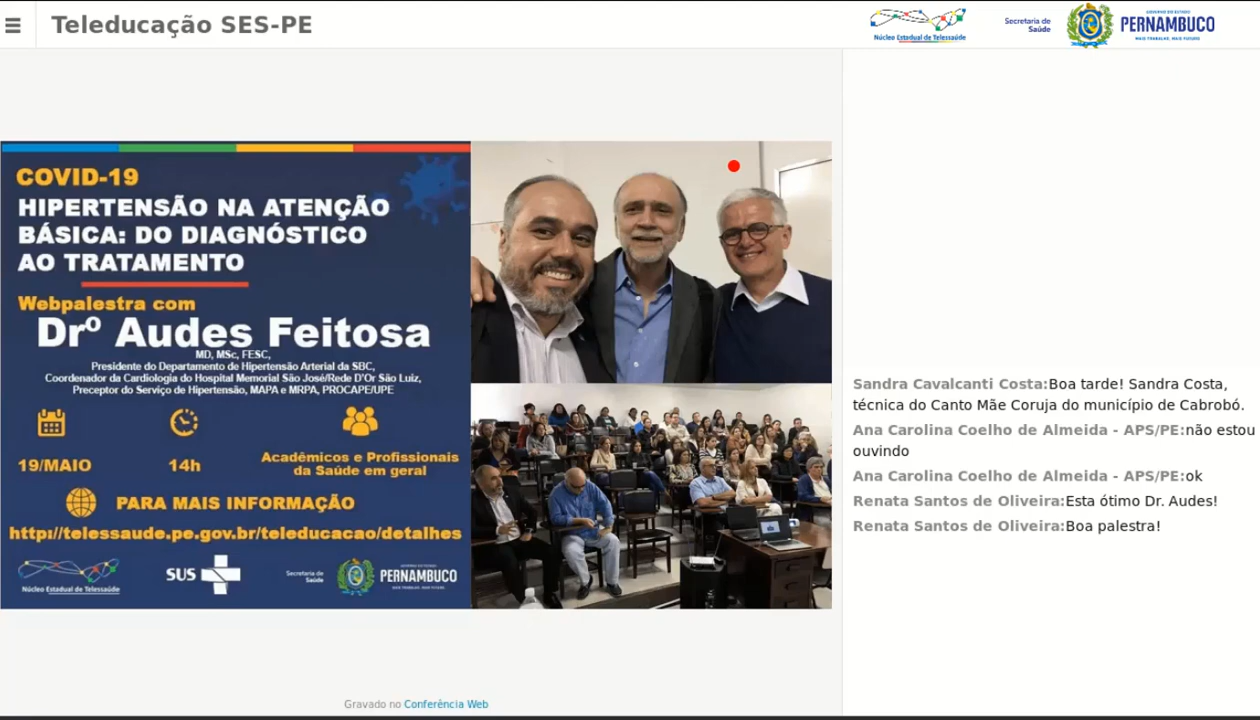 Teleducação SES-PE
Núcleo Estadual de Telessaúde
Secretaria de
Saúde
GOVERNO DO ESTADO
PERNAMBUCO
MAIS TRABALHO, MAIS FUTURO
COVID-19
HIPERTENSÃO NA ATENÇÃO
BÁSICA: DO DIAGNÓSTICO
AO TRATAMENTO
Webpalestra com
Drº Audes Feitosa
MD, MSc, FESC,
Presidente do Departamento de Hipertensão Arterial da SBC,
Coordenador da Cardiologia do Hospital Memorial São José/Rede D'Or São Luiz,
Preceptor do Serviço de Hipertensão, MAPA e MRPA, PROCAPE/UPE
19/MAIO
14h
Acadêmicos e Profissionais
da Saúde em geral
PARA MAIS INFORMAÇÃO
http://telessaude.pe.gov.br/teleducacao/detalhes
Núcleo Estadual de Telessaúde
SUS
Secretaria de
Saúde
PERNAMBUCO
Sandra Cavalcanti Costa:Boa tarde! Sandra Costa,
técnica do Canto Mãe Coruja do município de Cabrobó.
Ana Carolina Coelho de Almeida - APS/PE:não estou
ouvindo
Ana Carolina Coelho de Almeida - APS/PE:ok
Renata Santos de Oliveira:Esta ótimo Dr. Audes!
Renata Santos de Oliveira:Boa palestra!
Gravado no Conferência Web